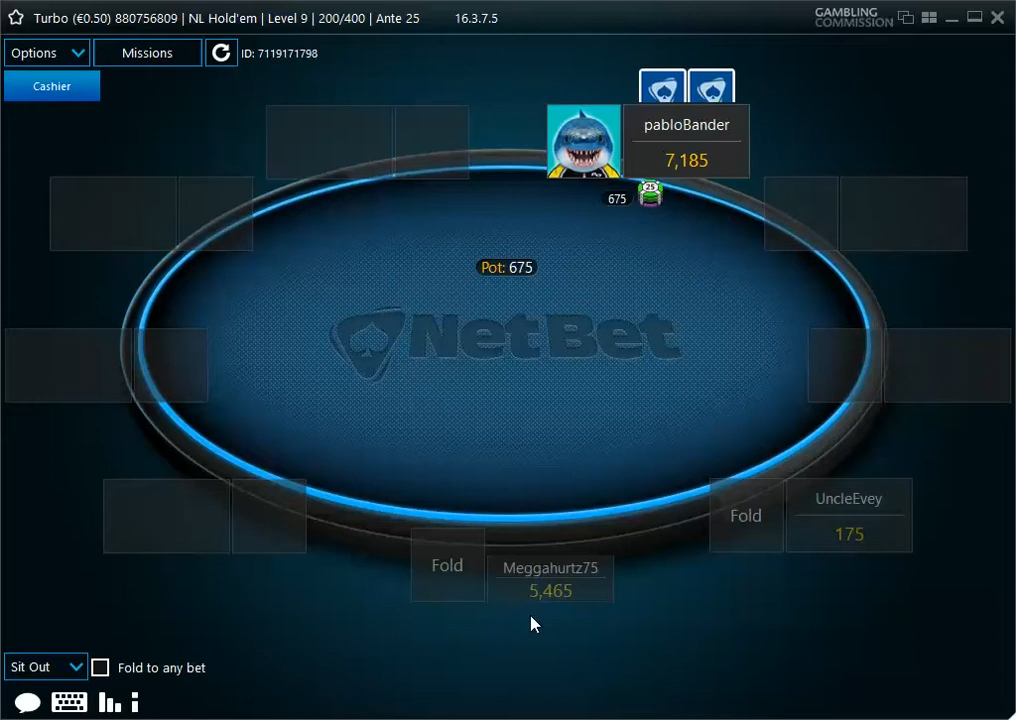 Turbo (€0.50) 880756809 | NL Hold'em | Level 9 | 200/400 | Ante 25 16.3.7.5
GAMBLING
COMMISSION
Options Missions ID: 7119171798
Cashier
pabloBander
7,185
675 25
Pot: 675
NetBet
Fold UncleEvey
175
Fold Meggahurtz75
5,465
Sit Out Fold to any bet